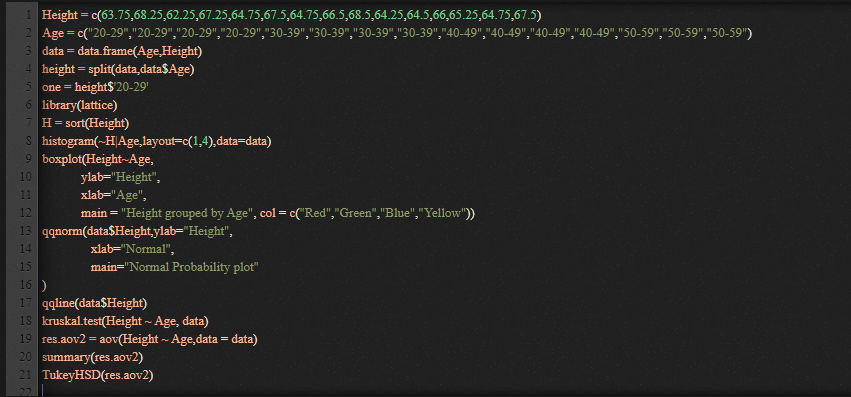 1 Height = c(63.75,68.25,62.25,67.25,64.75,67.5,64.75,66.5,68.5,64.25,64.5,66,65.25,64.75,67.5)
2 Age = c("20-29","20-29","20-29","20-29","30-39","30-39","30-39","30-39","40-49","40-49","40-49","40-49","50-59","50-59","50-59")
3 data = data.frame(Age,Height)
4 height = split(data,data$Age)
5 one = height$'20-29'
6 library(lattice)
7 H = sort(Height)
8 histogram(~H|Age,layout=c(1,4),data=data)
9 boxplot(Height~Age,
10 ylab="Height",
11 xlab="Age",
12 main = "Height grouped by Age", col = c("Red","Green","Blue","Yellow"))
13 qqnorm(data$Height,ylab="Height",
14 xlab="Normal",
15 main="Normal Probability plot"
16 )
17 qqline(data$Height)
18 kruskal.test(Height ~ Age, data)
19 res.aov2 = aov(Height ~ Age,data = data)
20 summary(res.aov2)
21 TukeyHSD(res.aov2)
22